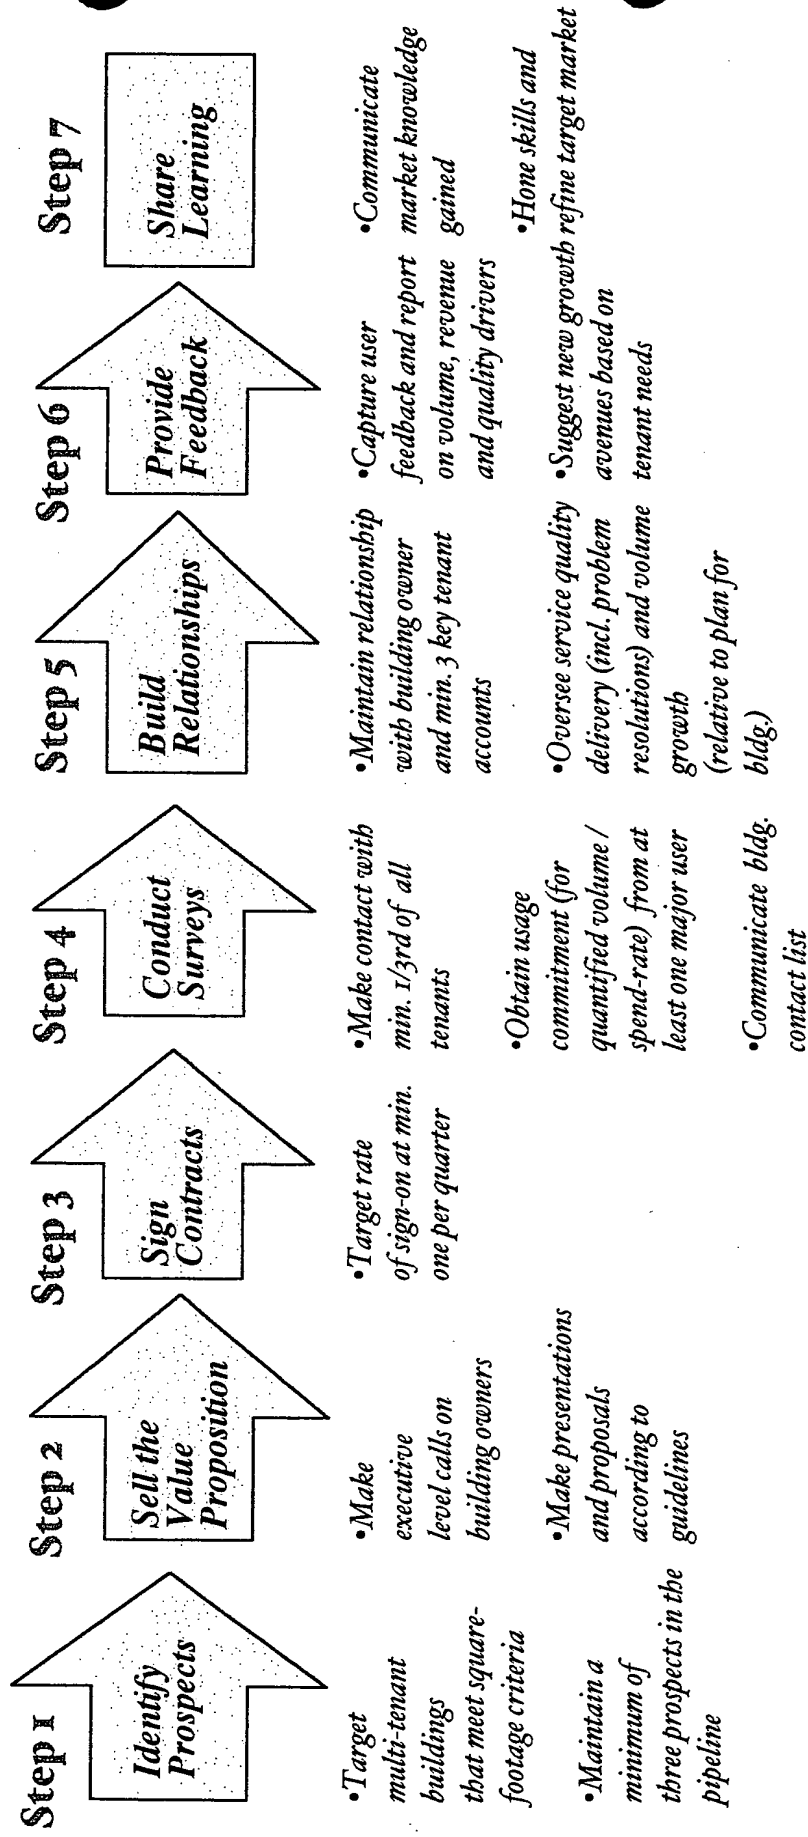 Step 1
Identify
Prospects
•Target
multi-tenant
buildings
that meet square-
footage criteria
•Maintain a
minimum of
three prospects in the
pipeline
Step 2
Sell the
Value
Proposition
•Make
executive
level calls on
building owners
•Make presentations
and proposals
according to
guidelines
Step 3
Sign
Contracts
•Target rate
of sign-on at min.
one per quarter
Step 4
Conduct
Surveys
•Make contact with
min. 1/3rd of all
tenants
•Obtain usage
commitment (for
quantified volume /
spend-rate) from at
least one major user
•Communicate bldg.
contact list
Step 5
Build
Relationships
•Maintain relationship
with building owner
and min. 3 key tenant
accounts
•Oversee service quality
delivery (incl. problem
resolutions) and volume
growth
(relative to plan for
bldg.)
Step 6
Provide
Feedback
•Capture user
feedback and report
on volume, revenue
and quality drivers
•Suggest new growth
avenues based on
tenant needs
Step 7
Share
Learning
•Communicate
market knowledge
gained
•Hone skills and
refine target market